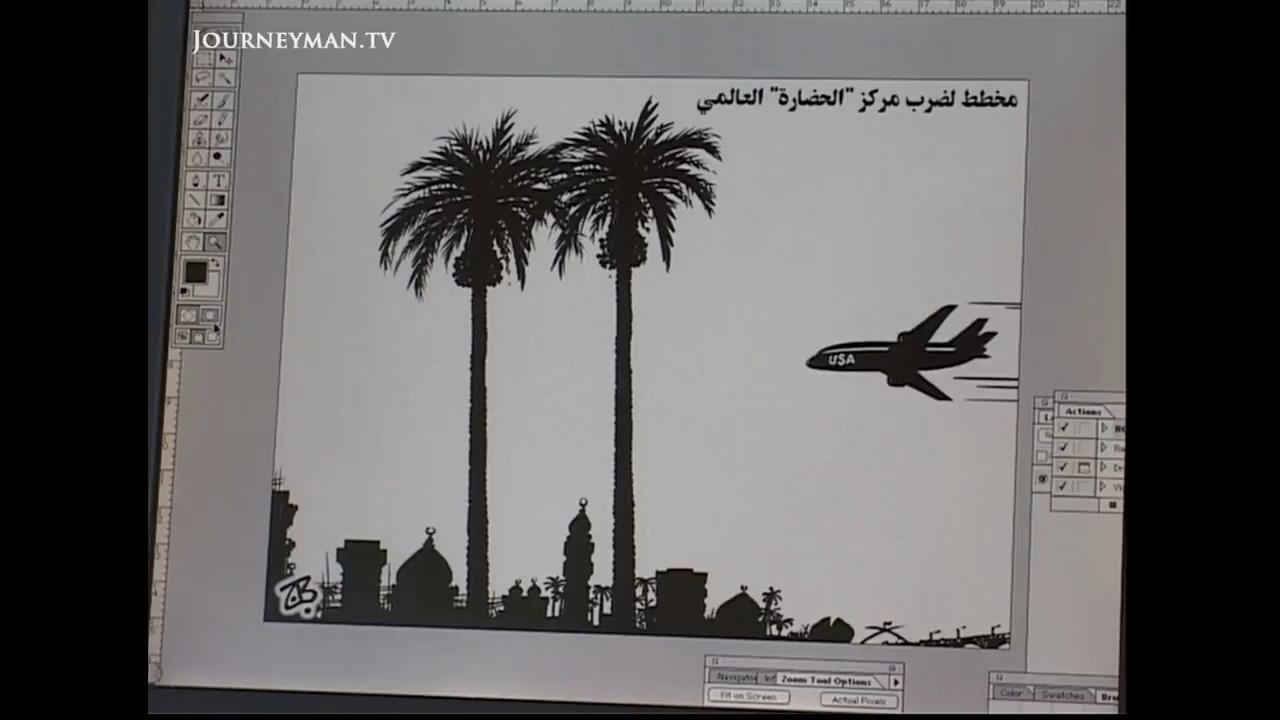 JOURNEYMAN.TV
مخطط لضرب مركز "الحضارة" العالمي
USA
Actions
Navigator
Zoom Tool Options
Fit on Screen
Actual Pixels
Color
Swatches